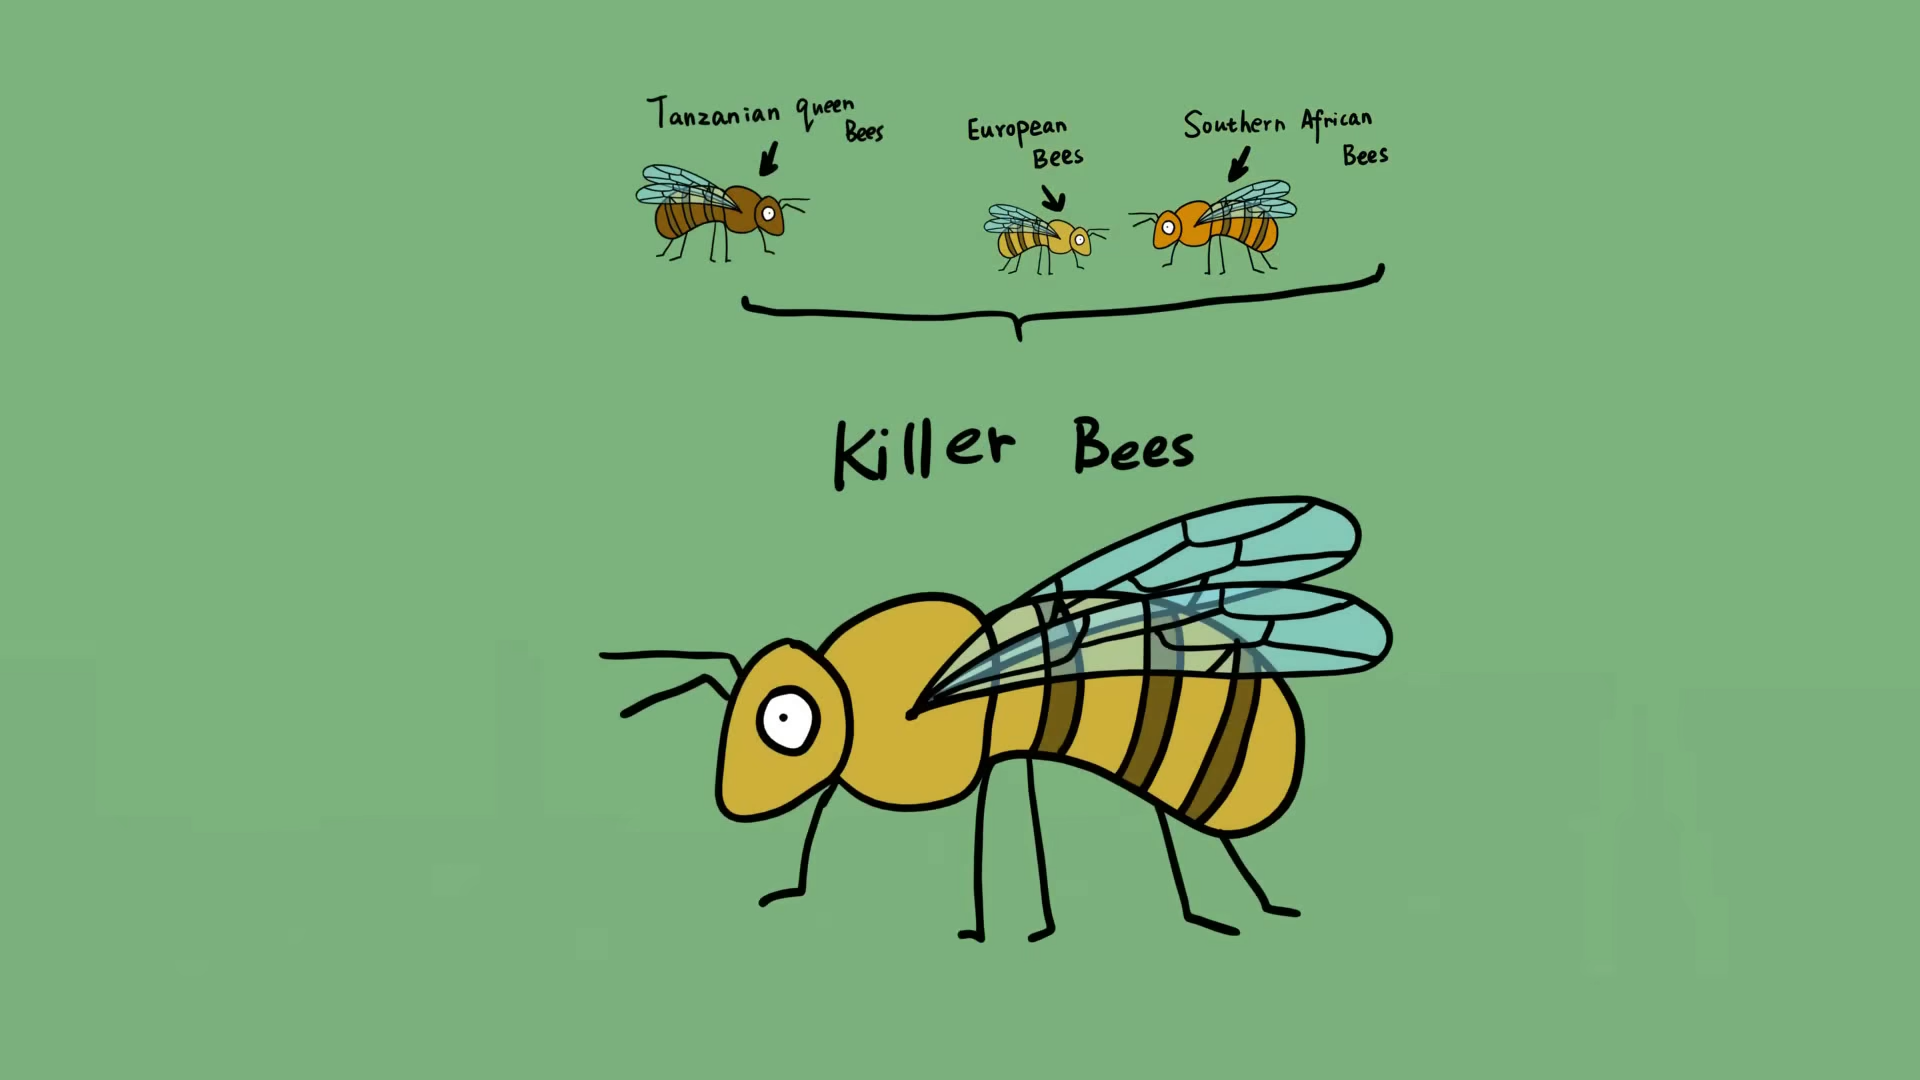 Tanzanian queen
Bees
European
Bees
Southern African
Bees
Killer Bees